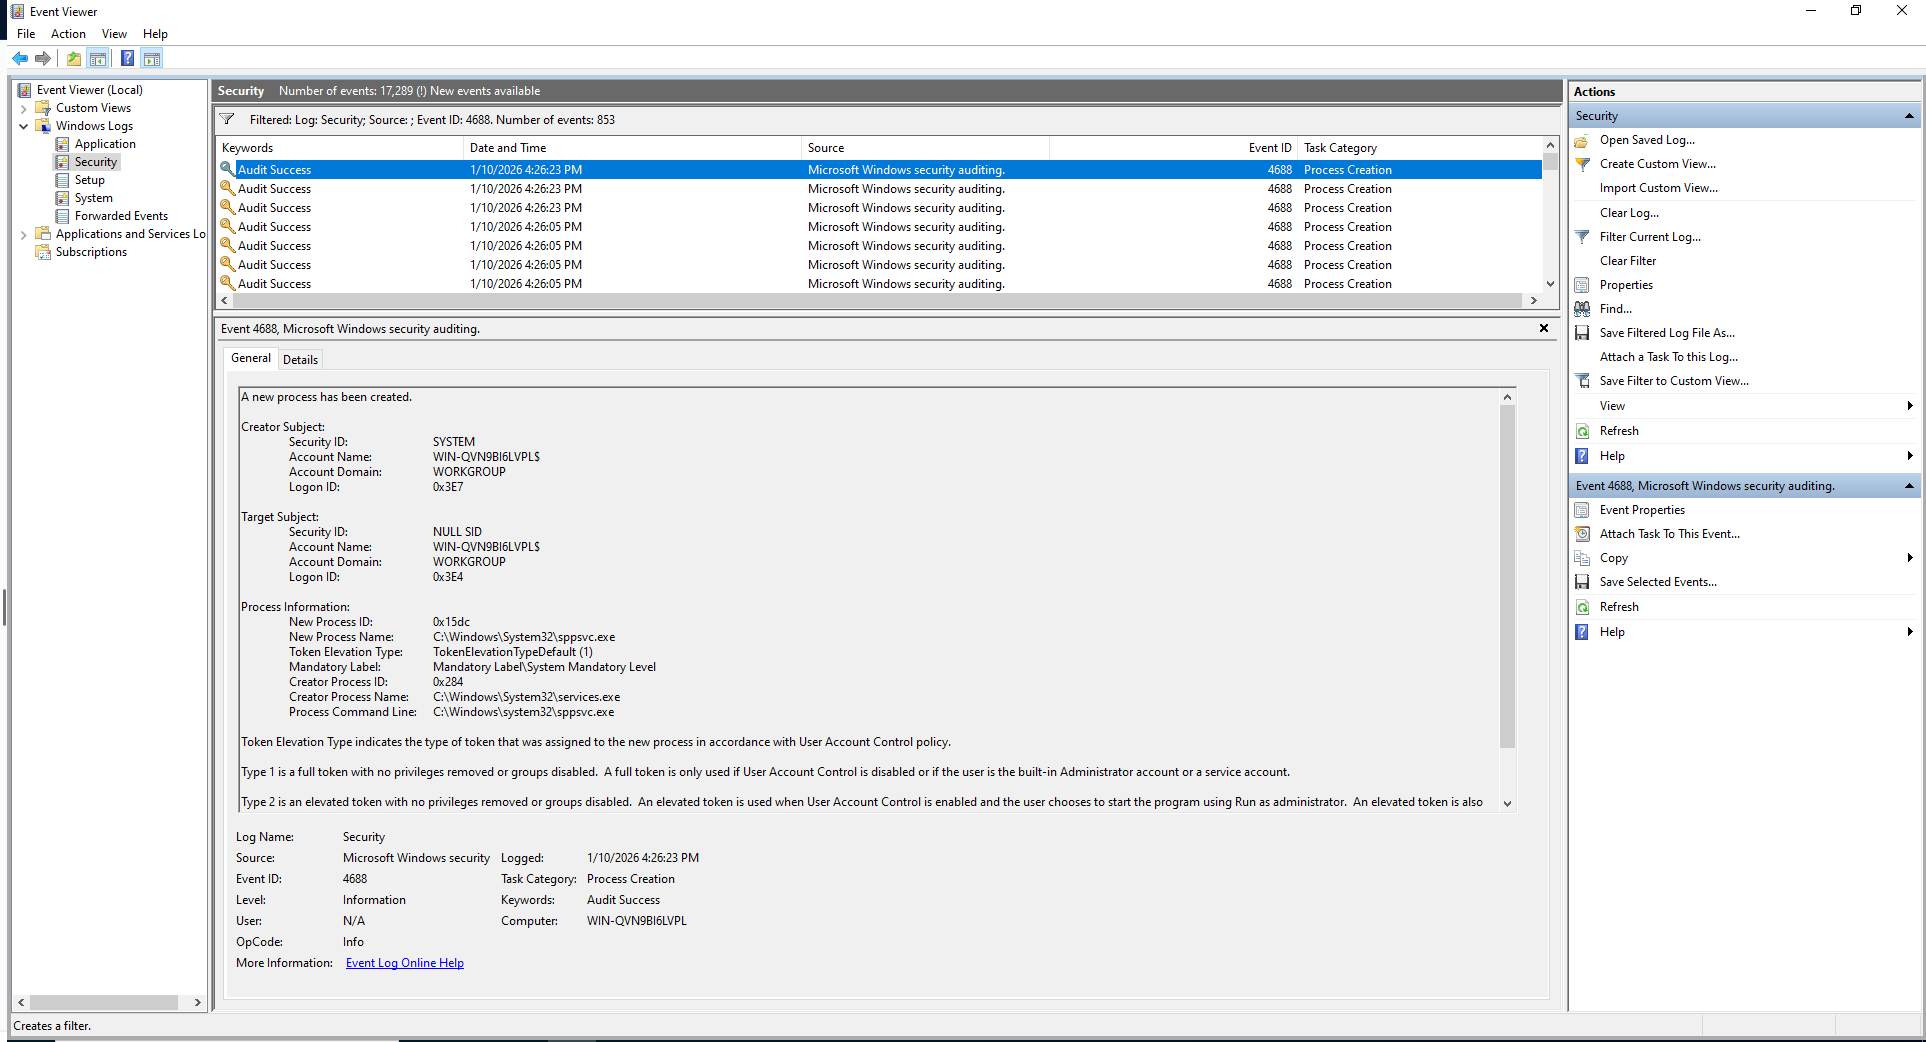 Event Viewer
File Action View Help
Event Viewer (Local)
Custom Views
Windows Logs
Application
Security
Setup
System
Forwarded Events
Applications and Services Lo
Subscriptions
Security Number of events: 17,289 (!) New events available
Filtered: Log: Security; Source: ; Event ID: 4688. Number of events: 853
Keywords Date and Time Source Event ID Task Category
Audit Success 1/10/2026 4:26:23 PM Microsoft Windows security auditing. 4688 Process Creation
Audit Success 1/10/2026 4:26:23 PM Microsoft Windows security auditing. 4688 Process Creation
Audit Success 1/10/2026 4:26:23 PM Microsoft Windows security auditing. 4688 Process Creation
Audit Success 1/10/2026 4:26:05 PM Microsoft Windows security auditing. 4688 Process Creation
Audit Success 1/10/2026 4:26:05 PM Microsoft Windows security auditing. 4688 Process Creation
Audit Success 1/10/2026 4:26:05 PM Microsoft Windows security auditing. 4688 Process Creation
Audit Success 1/10/2026 4:26:05 PM Microsoft Windows security auditing. 4688 Process Creation
Event 4688, Microsoft Windows security auditing.
General Details
A new process has been created.
Creator Subject:
Security ID: SYSTEM
Account Name: WIN-QVN9BI6LVPL$
Account Domain: WORKGROUP
Logon ID: 0x3E7
Target Subject:
Security ID: NULL SID
Account Name: WIN-QVN9BI6LVPL$
Account Domain: WORKGROUP
Logon ID: 0x3E4
Process Information:
New Process ID: 0x15dc
New Process Name: C:\Windows\System32\sppsvc.exe
Token Elevation Type: TokenElevationTypeDefault (1)
Mandatory Label: Mandatory Label\System Mandatory Level
Creator Process ID: 0x284
Creator Process Name: C:\Windows\System32\services.exe
Process Command Line: C:\Windows\system32\sppsvc.exe
Token Elevation Type indicates the type of token that was assigned to the new process in accordance with User Account Control policy.
Type 1 is a full token with no privileges removed or groups disabled. A full token is only used if User Account Control is disabled or if the user is the built-in Administrator account or a service account.
Type 2 is an elevated token with no privileges removed or groups disabled. An elevated token is used when User Account Control is enabled and the user chooses to start the program using Run as administrator. An elevated token is also
Log Name: Security
Source: Microsoft Windows security Logged: 1/10/2026 4:26:23 PM
Event ID: 4688 Task Category: Process Creation
Level: Information Keywords: Audit Success
User: N/A Computer: WIN-QVN9BI6LVPL
OpCode: Info
More Information: Event Log Online Help
Actions
Security
Open Saved Log...
Create Custom View...
Import Custom View...
Clear Log...
Filter Current Log...
Clear Filter
Properties
Find...
Save Filtered Log File As...
Attach a Task To this Log...
Save Filter to Custom View...
View
Refresh
Help
Event 4688, Microsoft Windows security auditing.
Event Properties
Attach Task To This Event...
Copy
Save Selected Events...
Refresh
Help
Creates a filter.